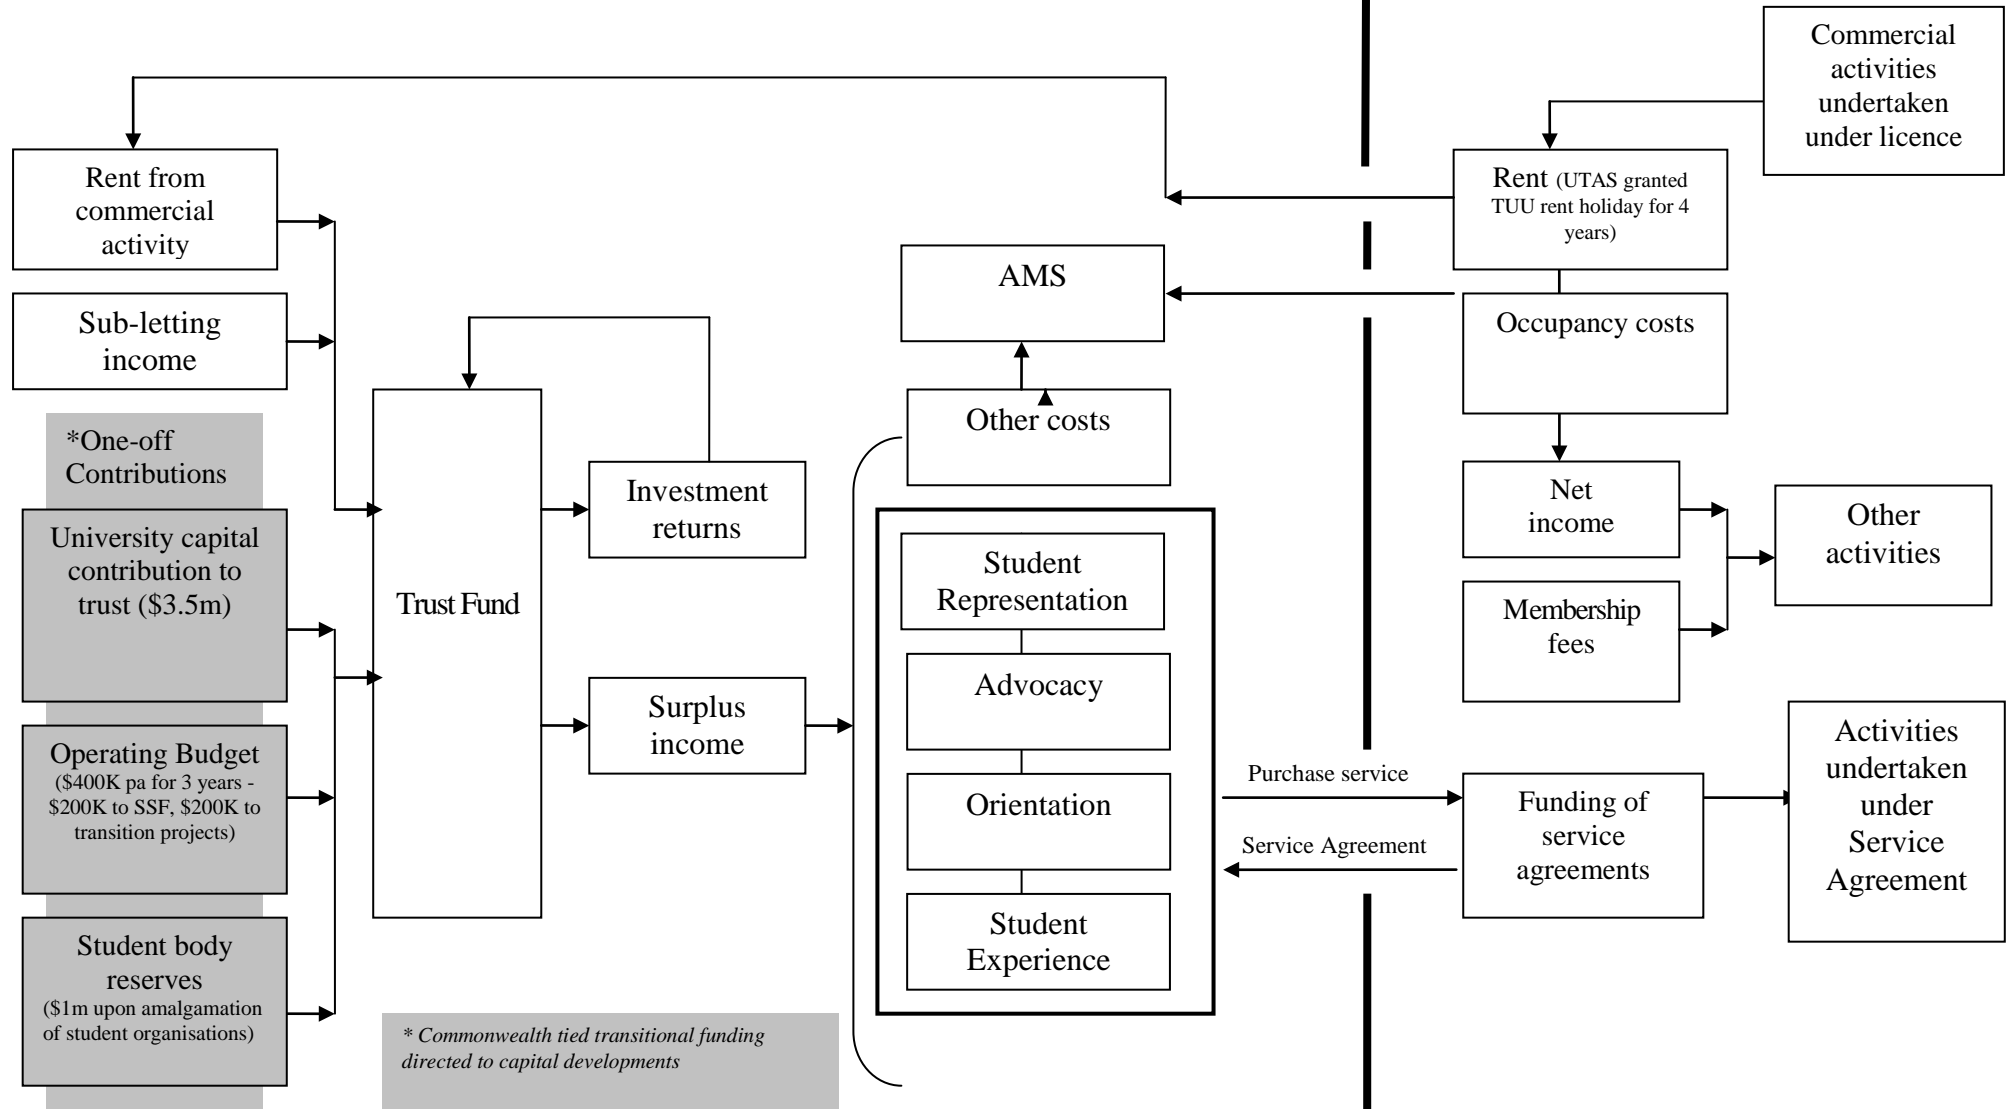 Commercial
activities
undertaken
under licence
Rent from
commercial
activity
Rent (UTAS granted
TUU rent holiday for 4
years)
AMS
Sub-letting
income
Occupancy costs
Other costs
*One-off
Contributions
Investment
returns
Net
income
Other
activities
University capital
contribution to
trust ($3.5m)
Trust Fund
Student
Representation
Membership
fees
Advocacy
Surplus
income
Operating Budget
($400K pa for 3 years -
$200K to SSF, $200K to
transition projects)
Orientation
Purchase service
Service Agreement
Funding of
service
agreements
Activities
undertaken
under
Service
Agreement
Student body
reserves
($1m upon amalgamation
of student organisations)
Student
Experience
* Commonwealth tied transitional funding
directed to capital developments